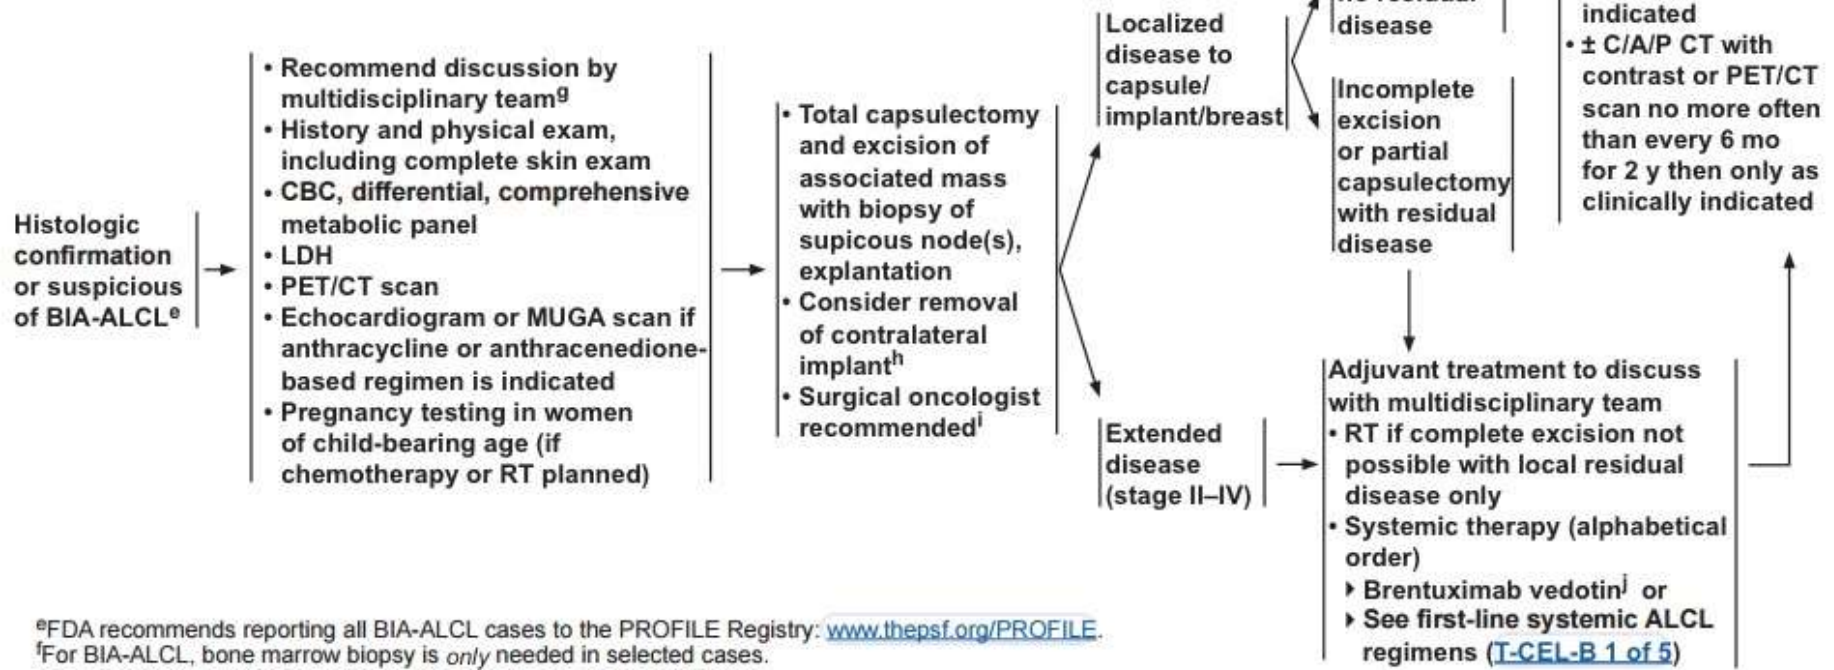 Histologic
confirmation
or suspicious
of BIA-ALCLe
• Recommend discussion by
multidisciplinary teamg
• History and physical exam,
including complete skin exam
• CBC, differential, comprehensive
metabolic panel
• LDH
• PET/CT scan
• Echocardiogram or MUGA scan if
anthracycline or anthracenedione-
based regimen is indicated
• Pregnancy testing in women
of child-bearing age (if
chemotherapy or RT planned)
• Total capsulectomy
and excision of
associated mass
with biopsy of
supicous node(s),
explantation
• Consider removal
of contralateral
implanth
• Surgical oncologist
recommendedi
Localized
disease to
capsule/
implant/breast
disease
Incomplete
excision
or partial
capsulectomy
with residual
disease
indicated
• ± C/A/P CT with
contrast or PET/CT
scan no more often
than every 6 mo
for 2 y then only as
clinically indicated
Extended
disease
(stage II–IV)
Adjuvant treatment to discuss
with multidisciplinary team
• RT if complete excision not
possible with local residual
disease only
• Systemic therapy (alphabetical
order)
▸ Brentuximab vedotinj or
▸ See first-line systemic ALCL
regimens (T-CEL-B 1 of 5)
eFDA recommends reporting all BIA-ALCL cases to the PROFILE Registry: www.thepsf.org/PROFILE.
fFor BIA-ALCL, bone marrow biopsy is only needed in selected cases.